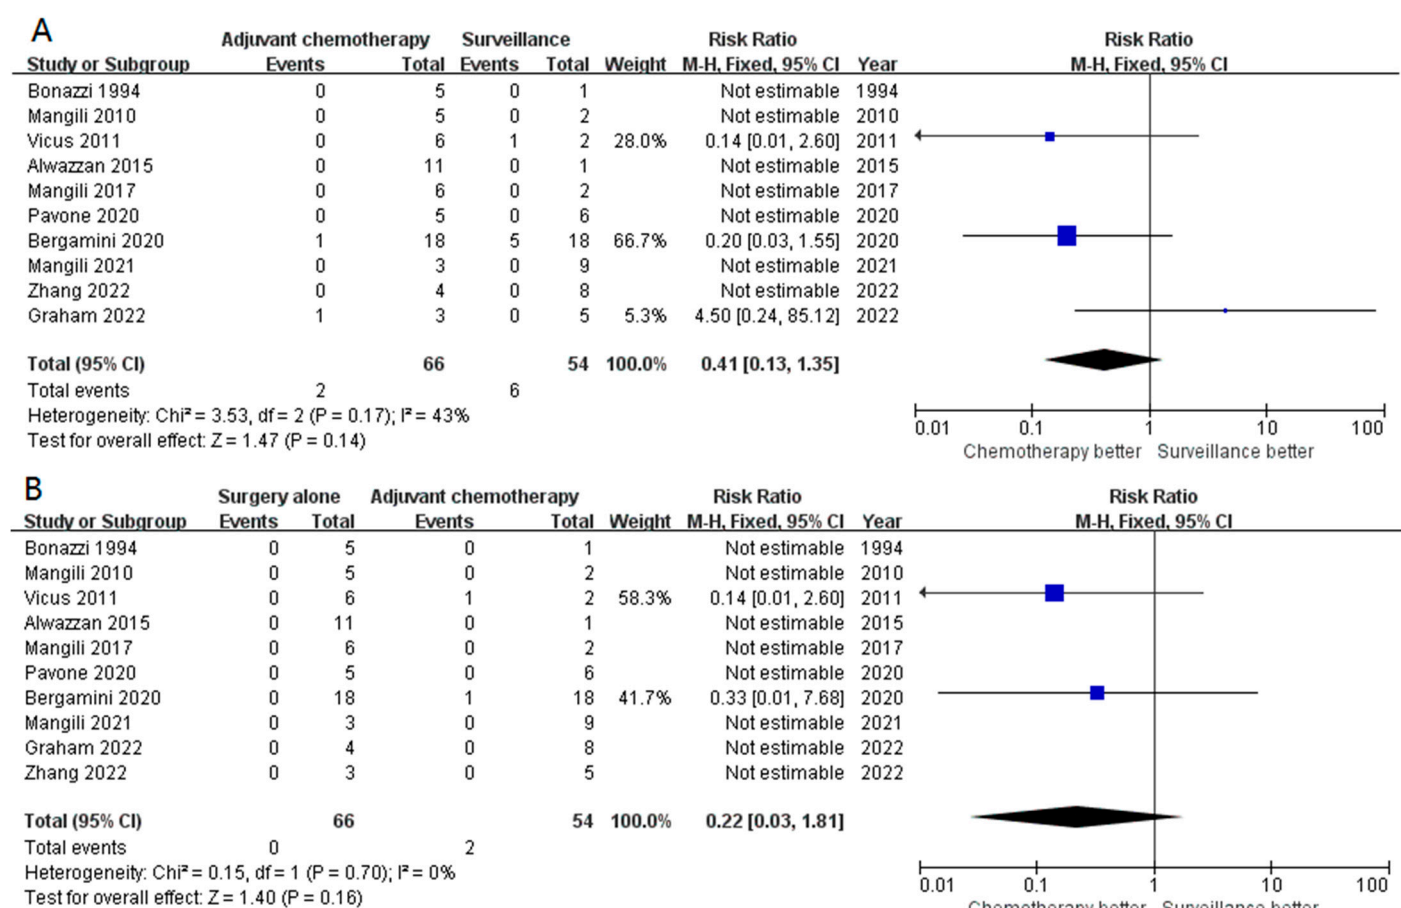 A
Adjuvant chemotherapy Surveillance Risk Ratio Risk Ratio
Study or Subgroup Events Total Events Total Weight M-H, Fixed, 95% CI Year M-H, Fixed, 95% CI
Bonazzi 1994 0 5 0 1 Not estimable 1994
Mangili 2010 0 5 0 2 Not estimable 2010
Vicus 2011 0 6 1 2 28.0% 0.14 [0.01, 2.60] 2011
Alwazzan 2015 0 11 0 1 Not estimable 2015
Mangili 2017 0 6 0 2 Not estimable 2017
Pavone 2020 0 5 0 6 Not estimable 2020
Bergamini 2020 1 18 5 18 66.7% 0.20 [0.03, 1.55] 2020
Mangili 2021 0 3 0 9 Not estimable 2021
Zhang 2022 0 4 0 8 Not estimable 2022
Graham 2022 1 3 0 5 5.3% 4.50 [0.24, 85.12] 2022
Total (95% CI) 66 54 100.0% 0.41 [0.13, 1.35]
Total events 2 6
Heterogeneity: Chi² = 3.53, df = 2 (P = 0.17); I² = 43%
Test for overall effect: Z = 1.47 (P = 0.14)
0.01 0.1 1 10 100
Chemotherapy better Surveillance better
B
Surgery alone Adjuvant chemotherapy Risk Ratio Risk Ratio
Study or Subgroup Events Total Events Total Weight M-H, Fixed, 95% CI Year M-H, Fixed, 95% CI
Bonazzi 1994 0 5 0 1 Not estimable 1994
Mangili 2010 0 5 0 2 Not estimable 2010
Vicus 2011 0 6 1 2 58.3% 0.14 [0.01, 2.60] 2011
Alwazzan 2015 0 11 0 1 Not estimable 2015
Mangili 2017 0 6 0 2 Not estimable 2017
Pavone 2020 0 5 0 6 Not estimable 2020
Bergamini 2020 0 18 1 18 41.7% 0.33 [0.01, 7.68] 2020
Mangili 2021 0 3 0 9 Not estimable 2021
Graham 2022 0 4 0 8 Not estimable 2022
Zhang 2022 0 3 0 5 Not estimable 2022
Total (95% CI) 66 54 100.0% 0.22 [0.03, 1.81]
Total events 0 2
Heterogeneity: Chi² = 0.15, df = 1 (P = 0.70); I² = 0%
Test for overall effect: Z = 1.40 (P = 0.16)
0.01 0.1 1 10 100
Chemotherapy better Surveillance better